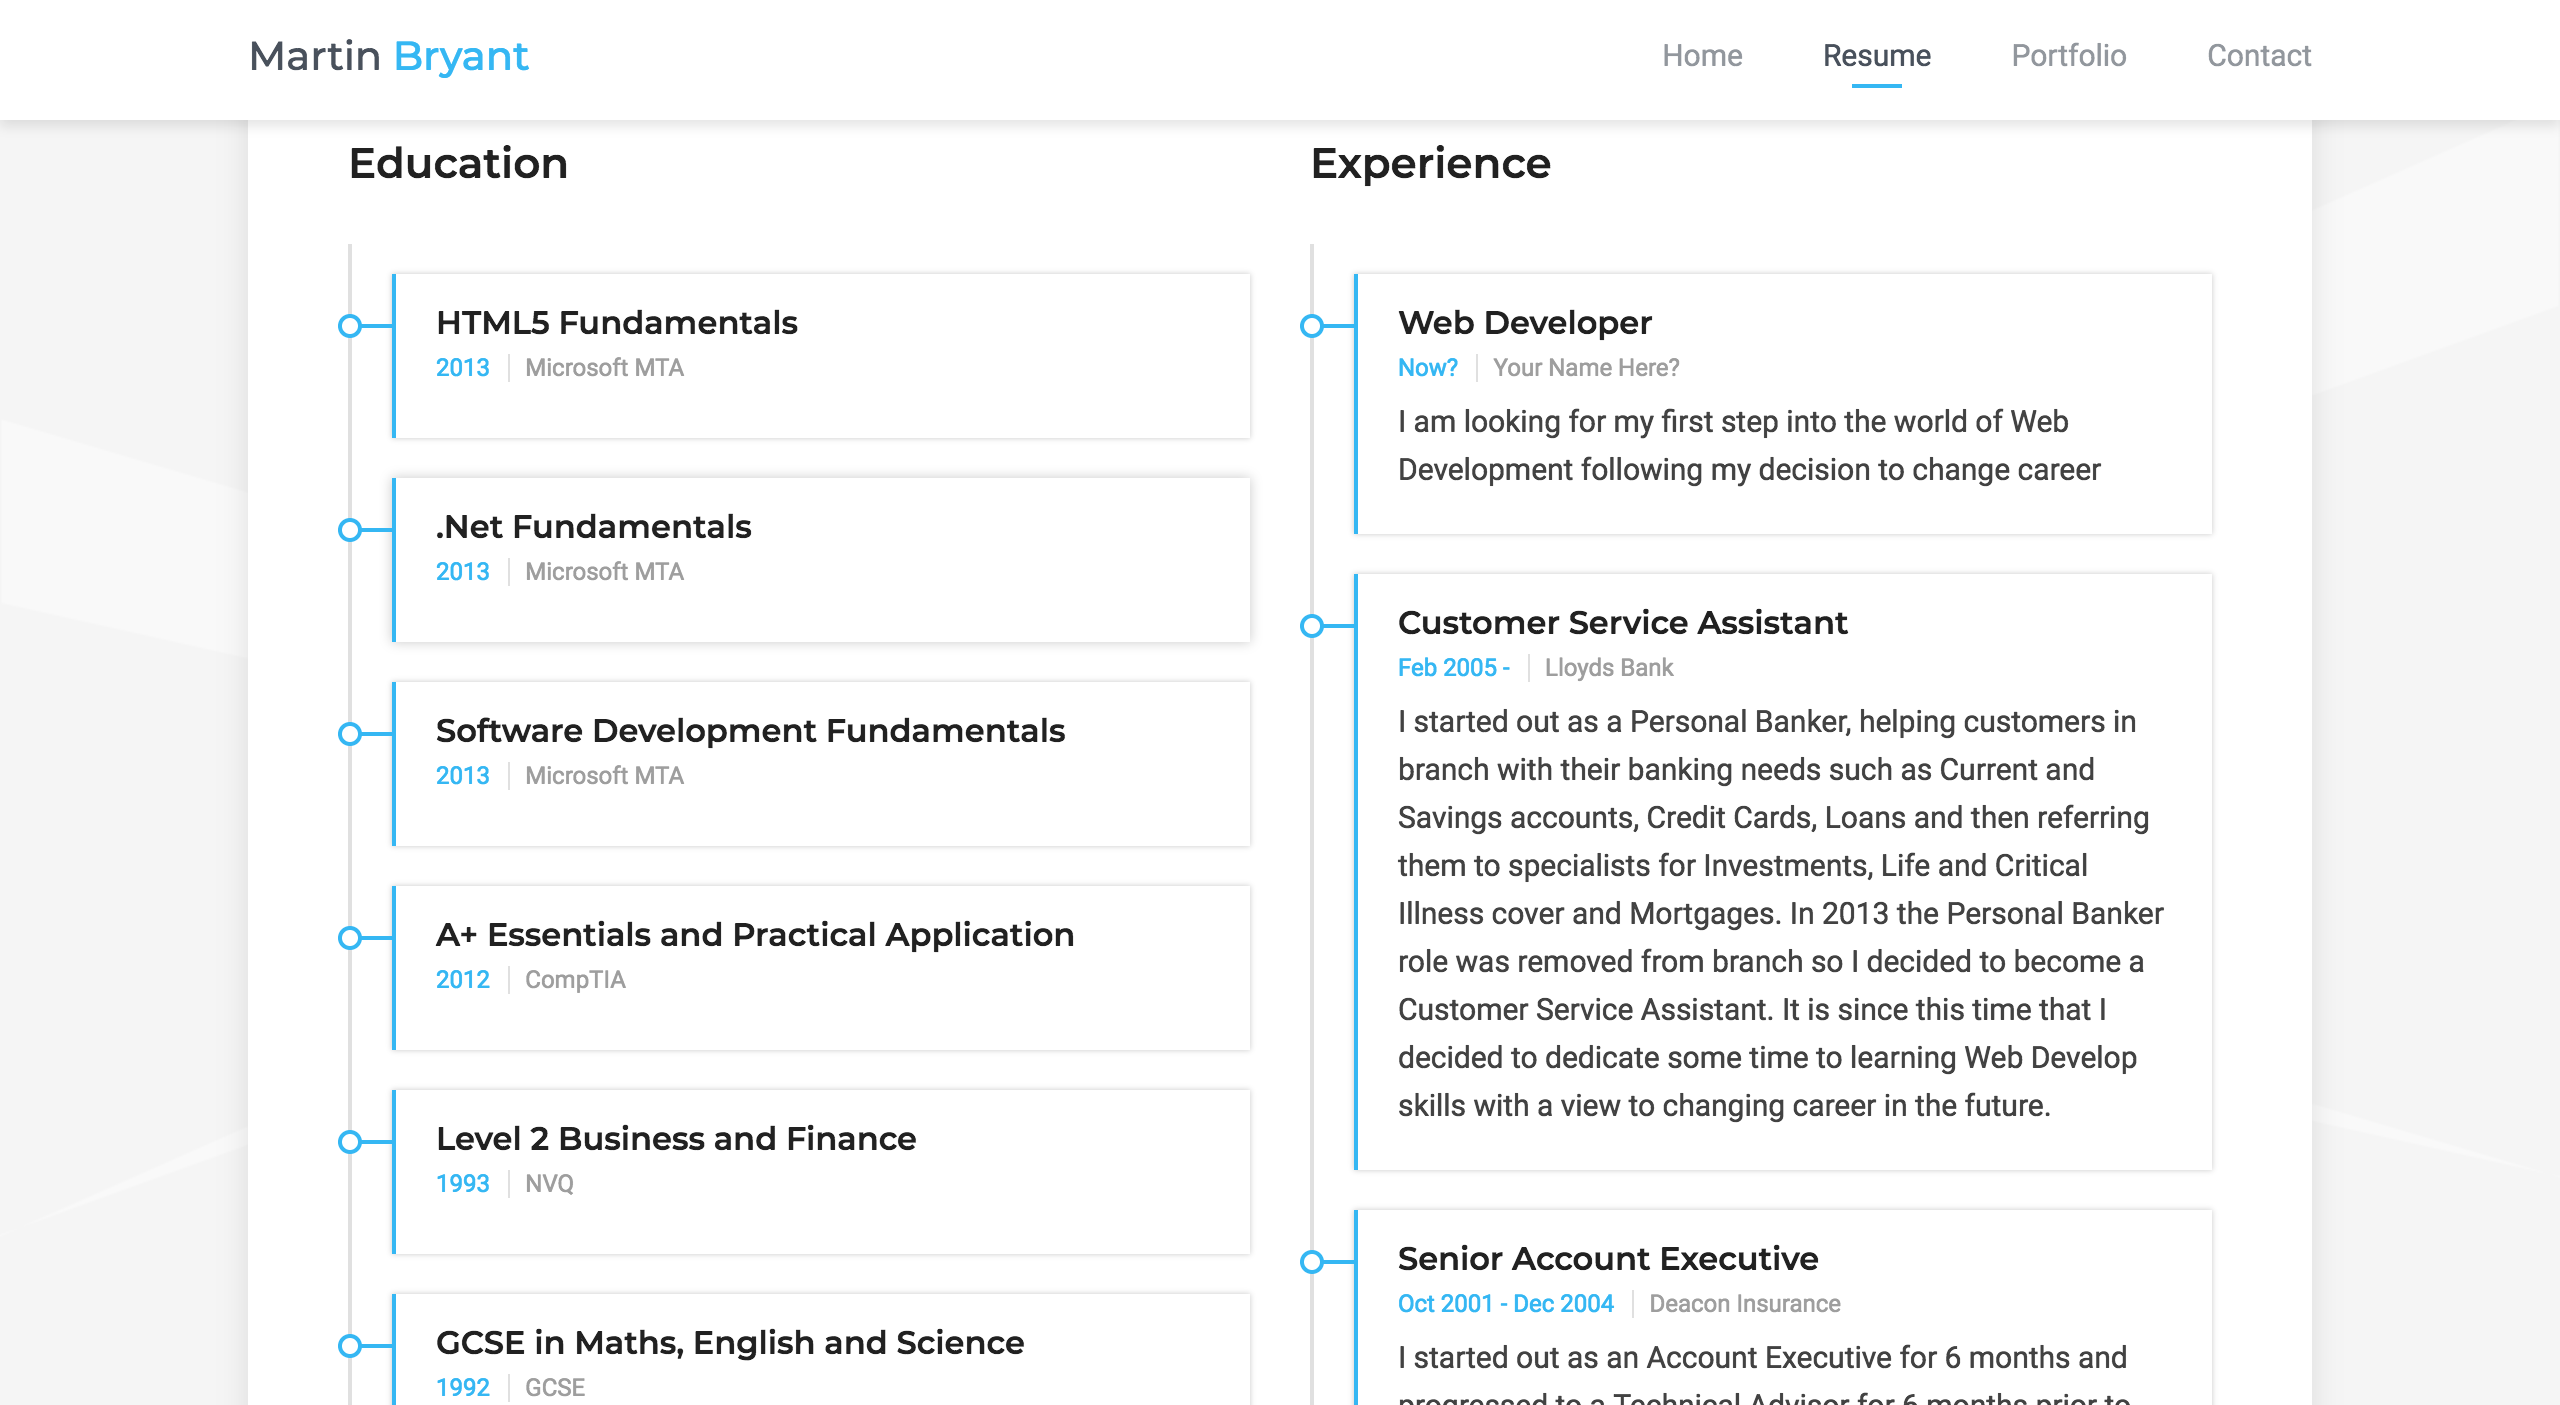 Martin Bryant
Home
Resume
Portfolio
Contact
Education
HTML5 Fundamentals
2013 Microsoft MTA
.Net Fundamentals
2013 Microsoft MTA
Software Development Fundamentals
2013 Microsoft MTA
A+ Essentials and Practical Application
2012 CompTIA
Level 2 Business and Finance
1993 NVQ
GCSE in Maths, English and Science
1992 GCSE
Experience
Web Developer
Now? Your Name Here?
I am looking for my first step into the world of Web
Development following my decision to change career
Customer Service Assistant
Feb 2005 - Lloyds Bank
I started out as a Personal Banker, helping customers in
branch with their banking needs such as Current and
Savings accounts, Credit Cards, Loans and then referring
them to specialists for Investments, Life and Critical
Illness cover and Mortgages. In 2013 the Personal Banker
role was removed from branch so I decided to become a
Customer Service Assistant. It is since this time that I
decided to dedicate some time to learning Web Develop
skills with a view to changing career in the future.
Senior Account Executive
Oct 2001 - Dec 2004 Deacon Insurance
I started out as an Account Executive for 6 months and
progressed to a Technical Advisor for 6 months prior to